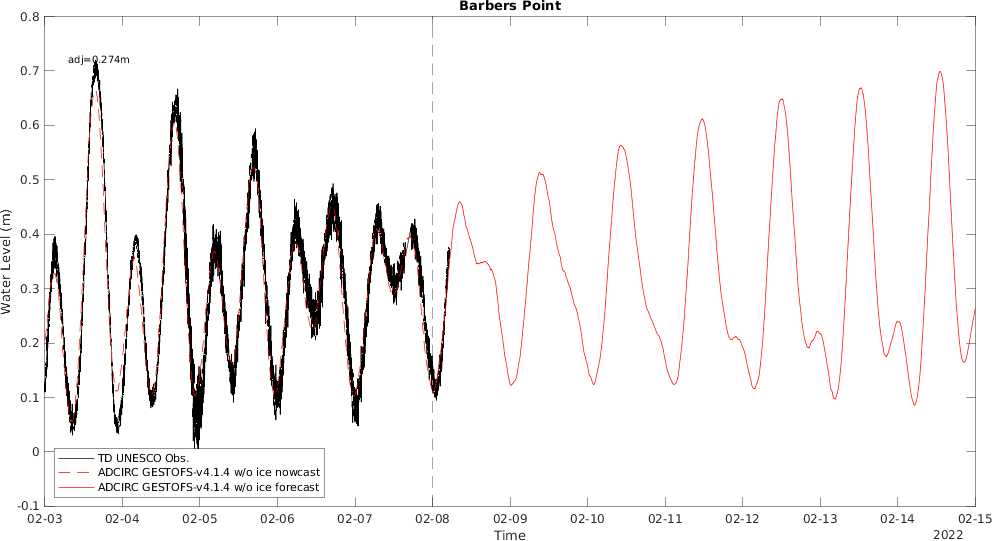 Barbers Point
0.8
0.7
0.6
0.5
0.4
0.3
0.2
0.1
0
-0.1
Water Level (m)
adj=0.274m
TD UNESCO Obs.
ADCIRC GESTOFS-v4.1.4 w/o ice nowcast
ADCIRC GESTOFS-v4.1.4 w/o ice forecast
02-03 02-04 02-05 02-06 02-07 02-08 02-09 02-10 02-11 02-12 02-13 02-14 02-15
Time
2022